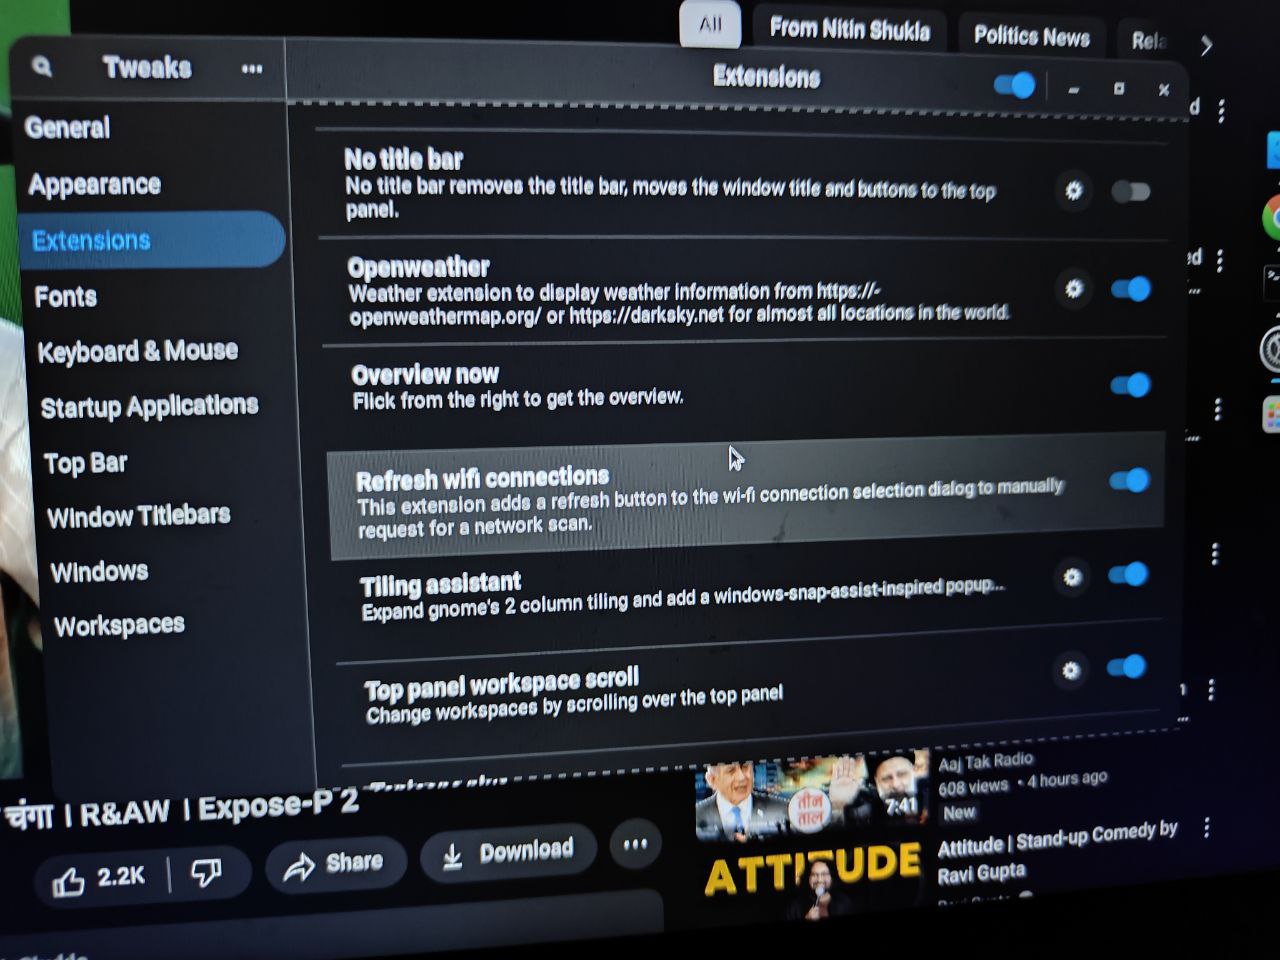 All
From Nitin Shukla
Politics News
Tweaks
Extensions
General
Appearance
Extensions
Fonts
Keyboard & Mouse
Startup Applications
Top Bar
Window Titlebars
Windows
Workspaces
No title bar
No title bar removes the title bar, moves the window title and buttons to the top
panel.
Openweather
Weather extension to display weather information from https://-
openweathermap.org/ or https://darksky.net for almost all locations in the world.
Overview now
Flick from the right to get the overview.
Refresh wifi connections
This extension adds a refresh button to the wi-fi connection selection dialog to manually
request for a network scan.
Tiling assistant
Expand gnome's 2 column tiling and add a windows-snap-assist-inspired popup...
Top panel workspace scroll
Change workspaces by scrolling over the top panel
चंगा । R&AW । Expose-P 2
2.2K
Share
Download
तीन
ताल
7:41
Aaj Tak Radio
608 views • 4 hours ago
New
ATTITUDE
Attitude | Stand-up Comedy by
Ravi Gupta